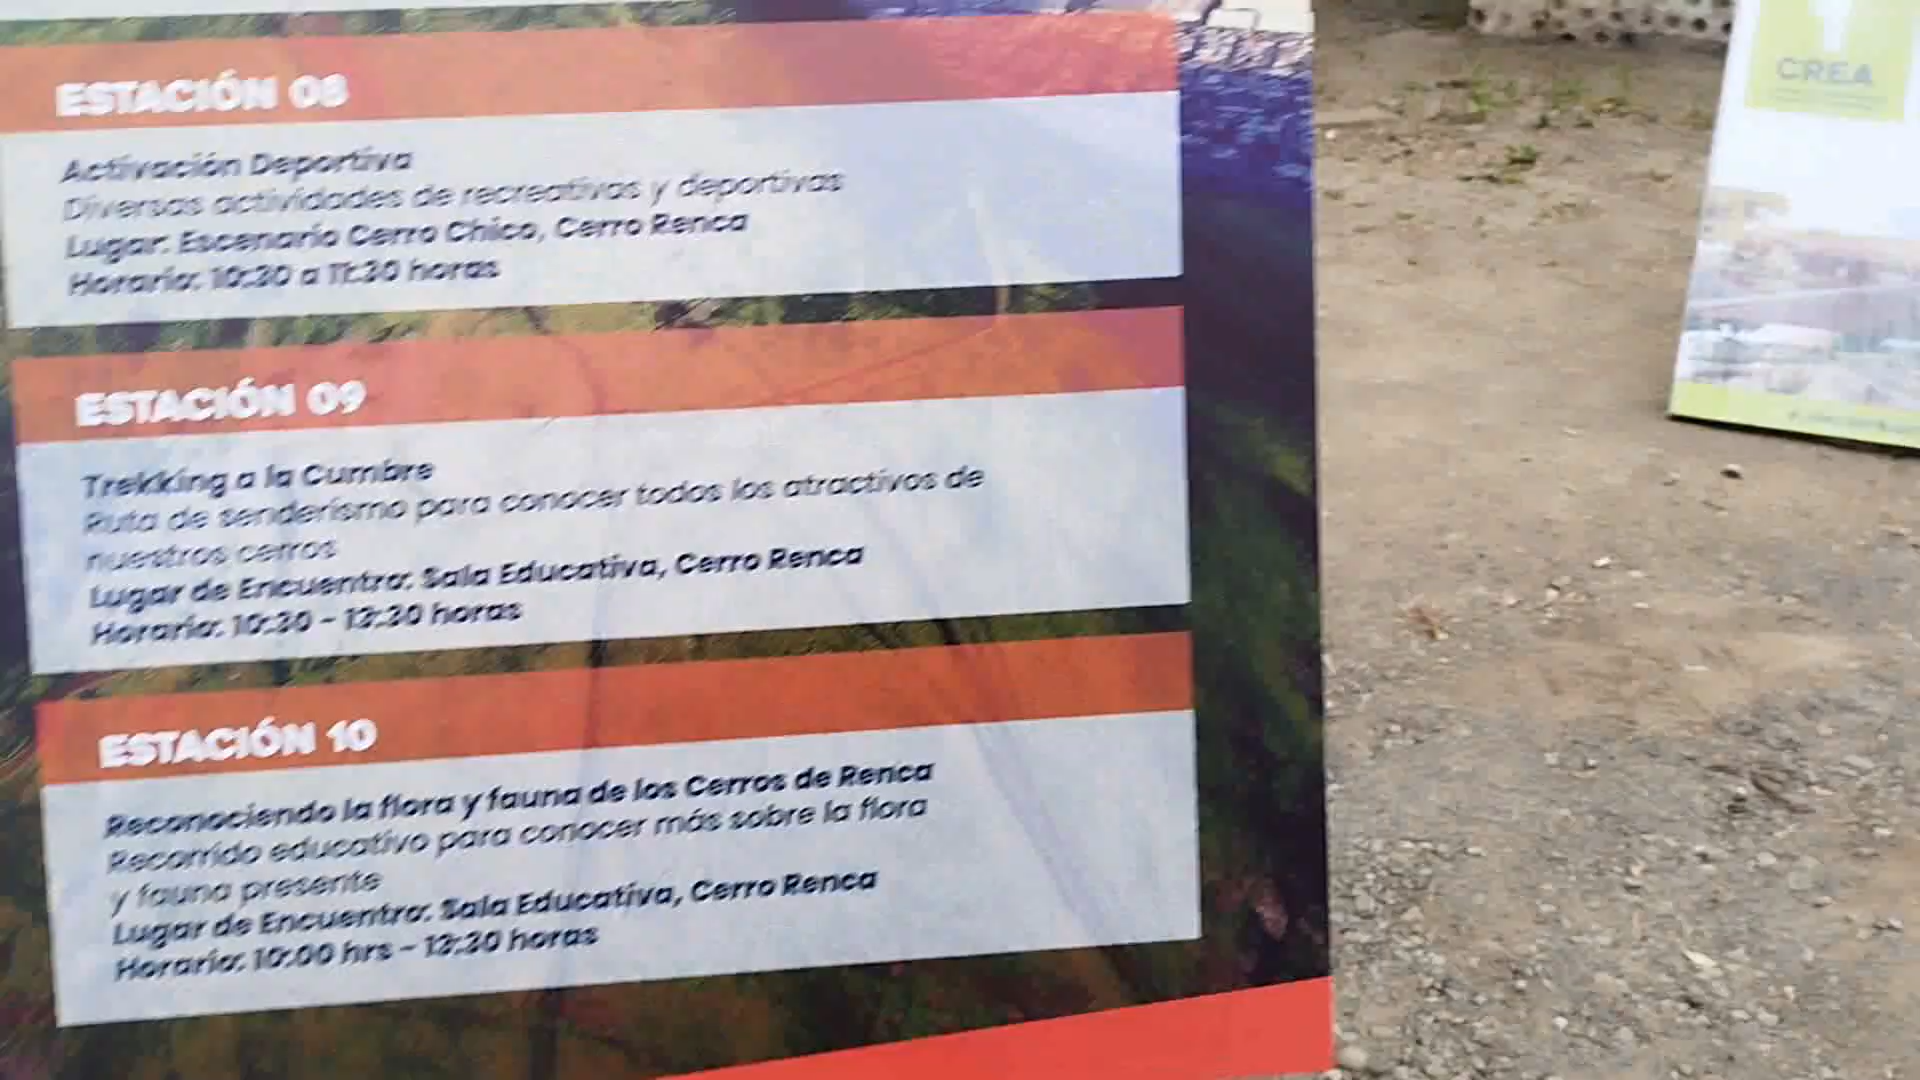 ESTACIÓN 08
Activación Deportiva
Diversas actividades de recreativas y deportivas
Lugar: Escenario Cerro Chico, Cerro Renca
Horario: 10:30 a 11:30 horas
ESTACIÓN 09
Trekking a la Cumbre
Ruta de senderismo para conocer todos los atractivos de
nuestros cerros
Lugar de Encuentro: Sala Educativa, Cerro Renca
Horario: 10:30 - 13:30 horas
ESTACIÓN 10
Reconociendo la flora y fauna de los Cerros de Renca
Recorrido educativo para conocer más sobre la flora
y fauna presente
Lugar de Encuentro: Sala Educativa, Cerro Renca
Horario: 10:00 hrs - 13:30 horas
CREA